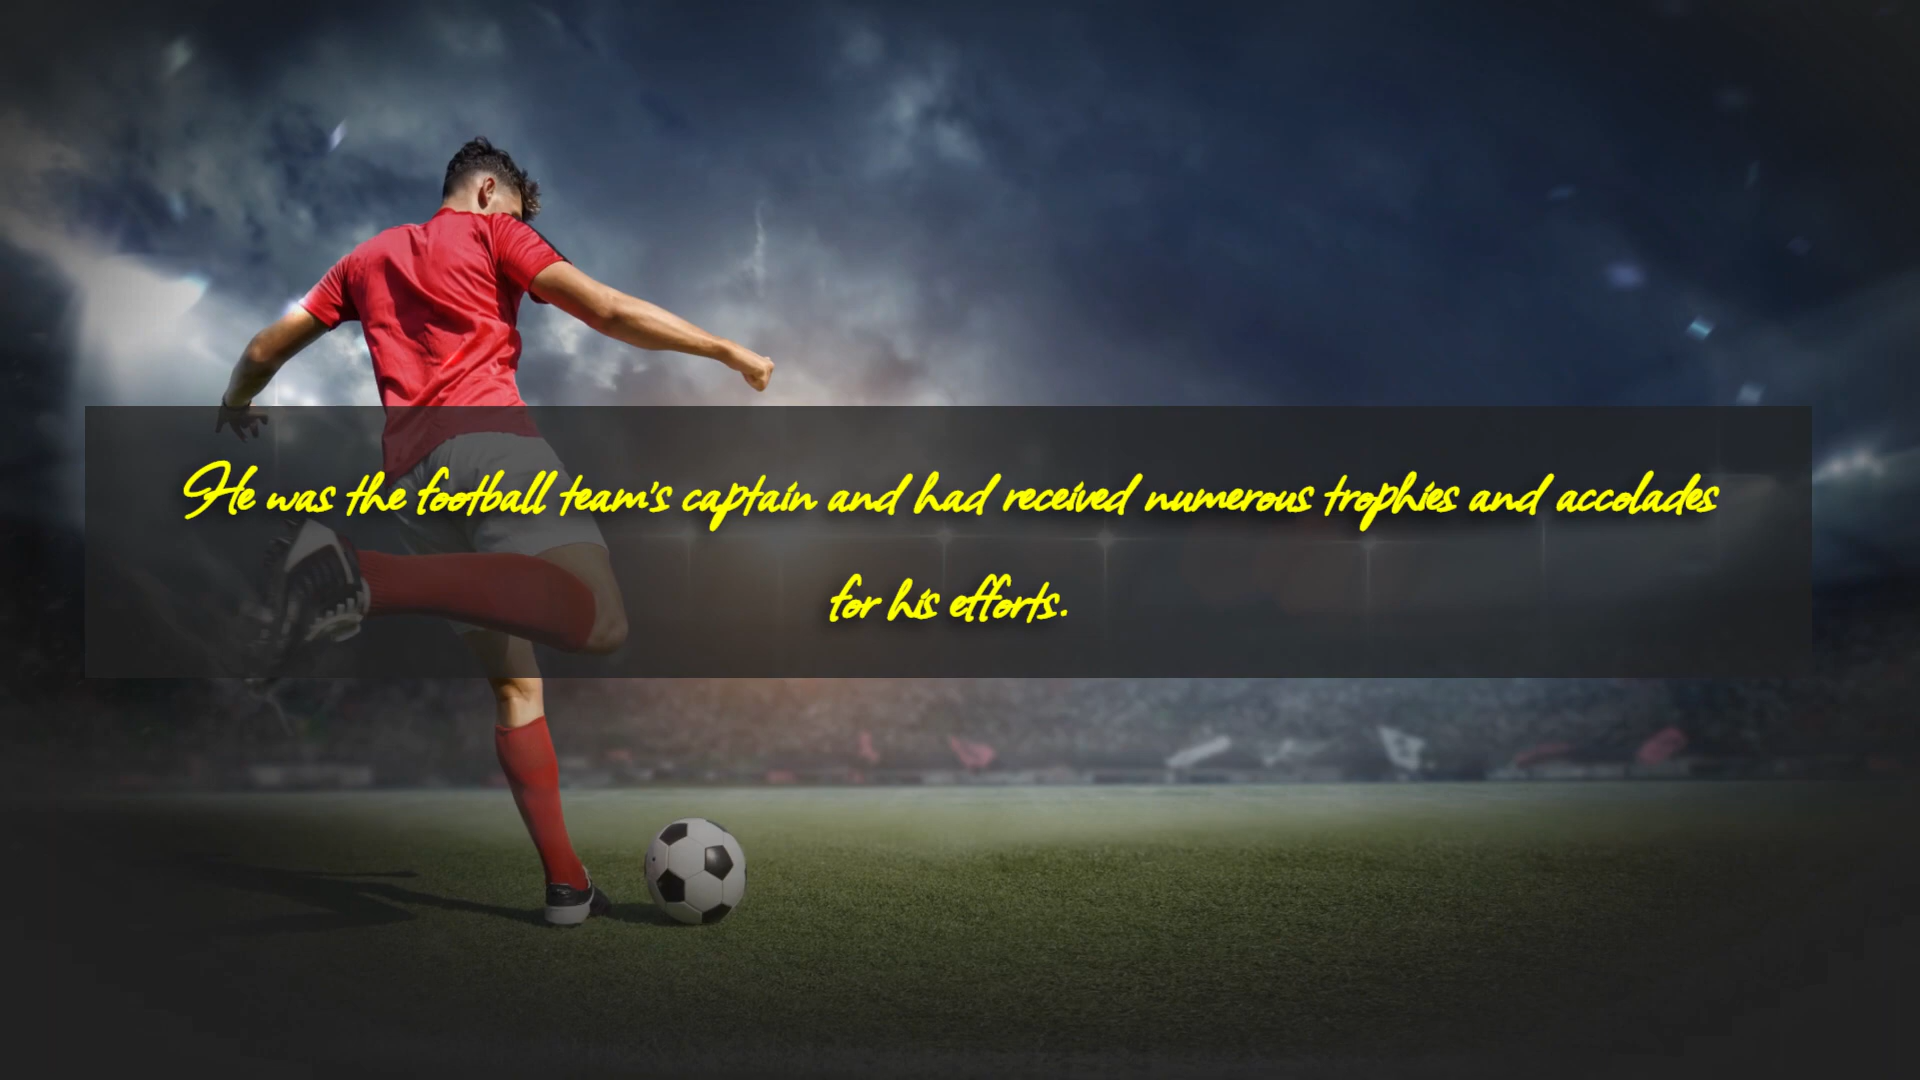 He was the football team's captain and had received numerous trophies and accolades
for his efforts.